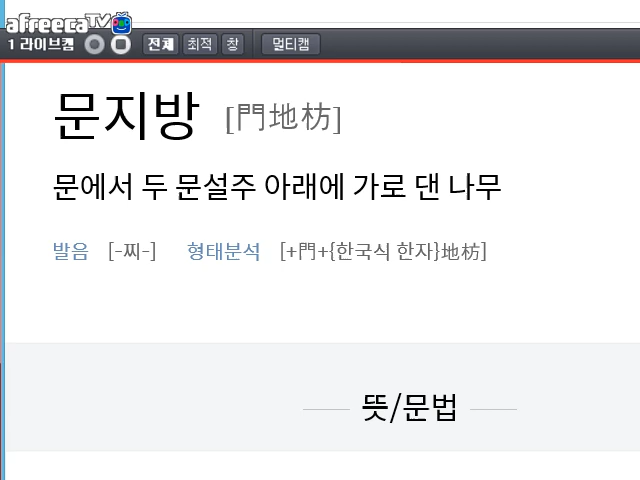 afreecaTV
1 라이브캠 전체 최적 창 멀티캠
문지방 [門地枋]
문에서 두 문설주 아래에 가로 댄 나무
발음 [-찌-] 형태분석 [+門+{한국식 한자}地枋]
뜻/문법